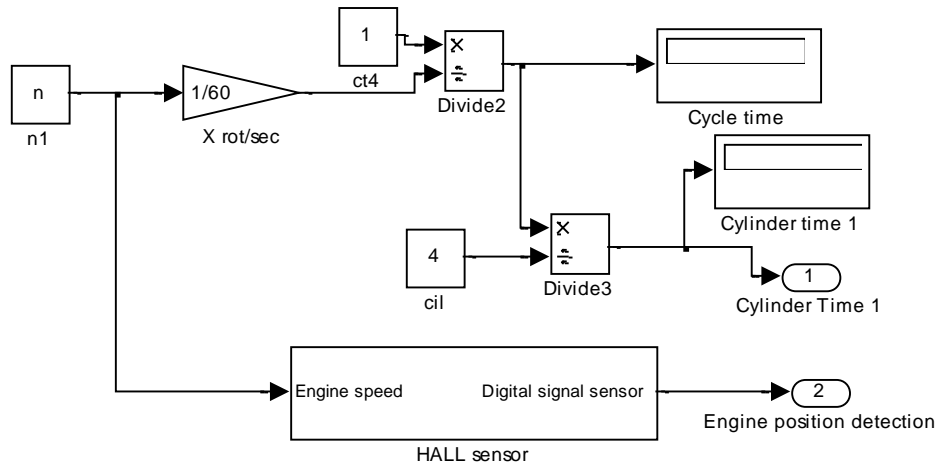 1
ct4
×
÷
Divide2
Cycle time
n
n1
1/60
X rot/sec
Cylinder time 1
4
cil
×
÷
Divide3
1
Cylinder Time 1
Engine speed
Digital signal sensor
HALL sensor
2
Engine position detection